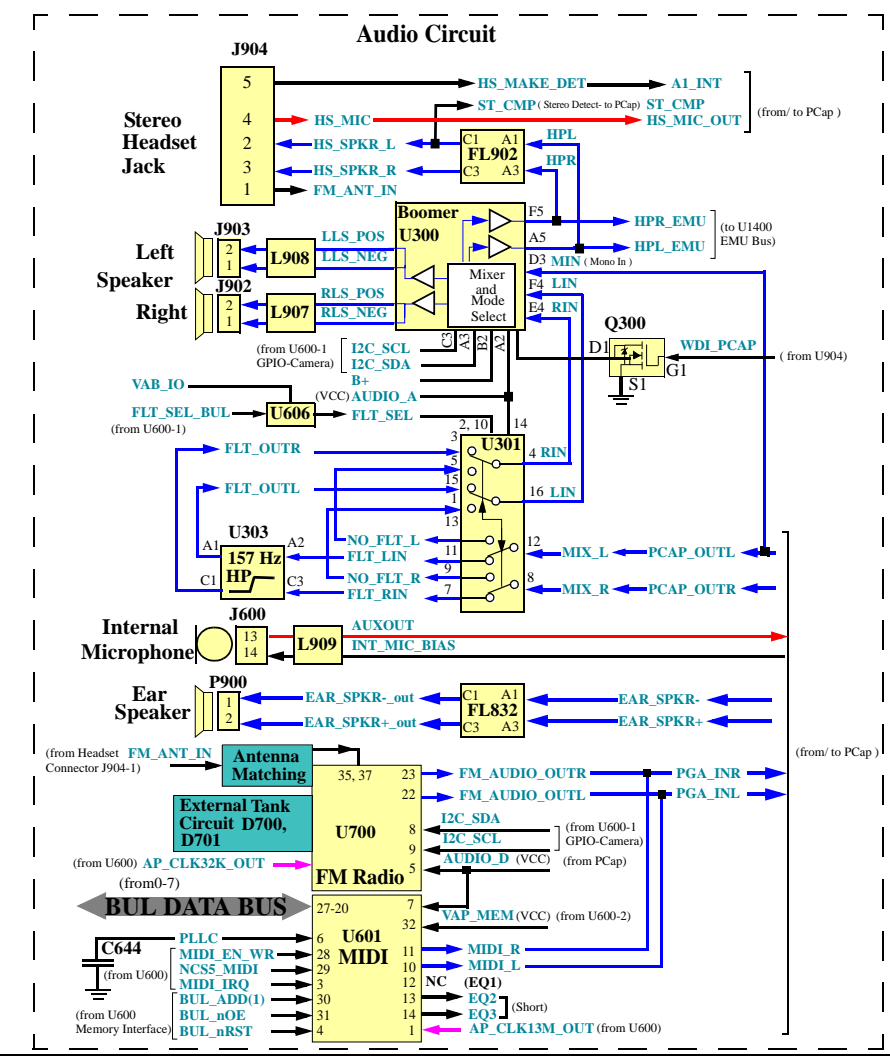 Audio Circuit
J904
5
HS_MAKE_DET
A1_INT
ST_CMP ( Stereo Detect- to PCap) ST_CMP
4
HS_MIC
HS_MIC_OUT
(from/ to PCap )
Stereo
Headset
Jack
2
HS_SPKR_L
C1 A1
FL902
C3 A3
HPL
HPR
3
HS_SPKR_R
1
FM_ANT_IN
Boomer
U300
F5
HPR_EMU
A5
HPL_EMU
(to U1400
EMU Bus)
J903
2
1
L908
LLS_POS
LLS_NEG
Left
Speaker
Right
J902
2
1
L907
RLS_POS
RLS_NEG
Mixer
and
Mode
Select
D3 MIN ( Mono In )
F4 LIN
E4 RIN
C3
A3
B2
A2
Q300
D1
S1
G1
WDI_PCAP
( from U904)
(from U600-1
GPIO-Camera)
I2C_SCL
I2C_SDA
B+
(VCC) AUDIO_A
VAB_IO
FLT_SEL_BUL
(from U600-1)
U606
FLT_SEL
2, 10
14
U301
3
5
15
1
13
4 RIN
16 LIN
FLT_OUTR
FLT_OUTL
U303
A1
A2
157 Hz
HP
C1
C3
NO_FLT_L
11
FLT_LIN
9
NO_FLT_R
7
FLT_RIN
12
MIX_L
PCAP_OUTL
8
MIX_R
PCAP_OUTR
Internal
Microphone
J600
13
14
L909
AUXOUT
INT_MIC_BIAS
Ear
Speaker
P900
1
2
EAR_SPKR-_out
EAR_SPKR+_out
C1 A1
FL832
C3 A3
EAR_SPKR-
EAR_SPKR+
(from/ to PCap )
(from Headset
Connector J904-1)
FM_ANT_IN
Antenna
Matching
35, 37
External Tank
Circuit D700,
D701
U700
FM Radio
23
FM_AUDIO_OUTR
PGA_INR
22
FM_AUDIO_OUTL
PGA_INL
8
I2C_SDA
9
I2C_SCL
(from U600-1
GPIO-Camera)
5
AUDIO_D (VCC) (from PCap)
(from U600) AP_CLK32K_OUT
(from0-7)
BUL DATA BUS
27-20
7
32
VAP_MEM (VCC) (from U600-2)
U601
MIDI
C644
PLLC
6
(from U600)
MIDI_EN_WR
28
NCS5_MIDI
29
MIDI_IRQ
3
(from U600
Memory Interface)
BUL_ADD(1)
30
BUL_nOE
31
BUL_nRST
4
11
MIDI_R
10
MIDI_L
12 NC (EQ1)
13
EQ2
14
EQ3
(Short)
1
AP_CLK13M_OUT (from U600)